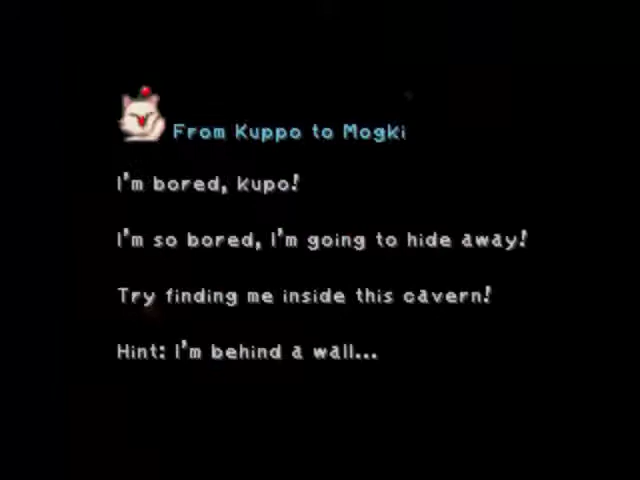 From Kuppo to Mogki
I'm bored, kupo!
I'm so bored, I'm going to hide away!
Try finding me inside this cavern!
Hint: I'm behind a wall...